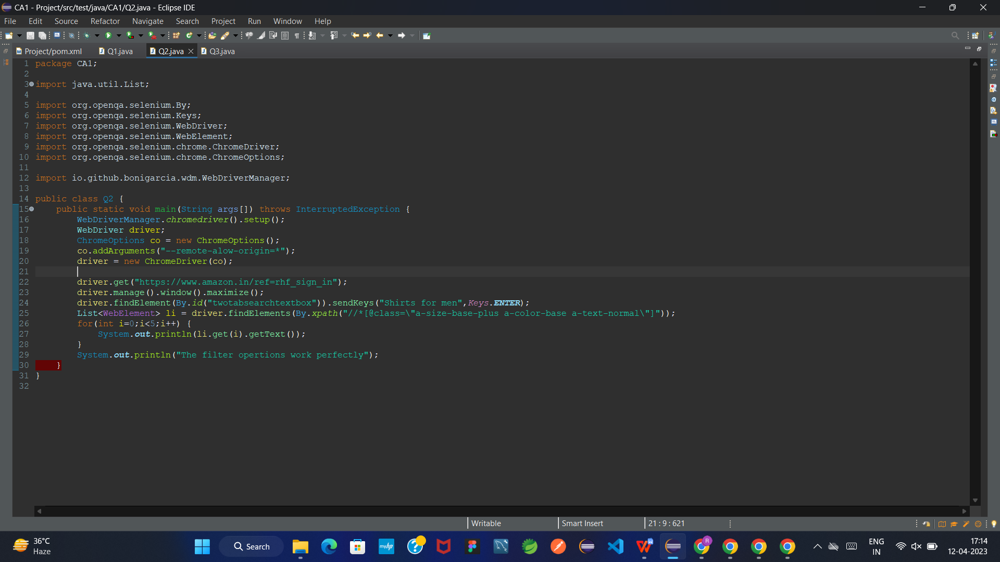 CA1 - Project/src/test/java/CA1/Q2.java - Eclipse IDE
File Edit Source Refactor Navigate Search Project Run Window Help
Project/pom.xml Q1.java Q2.java Q3.java
1 package CA1;
2
3 import java.util.List;
4
5 import org.openqa.selenium.By;
6 import org.openqa.selenium.Keys;
7 import org.openqa.selenium.WebDriver;
8 import org.openqa.selenium.WebElement;
9 import org.openqa.selenium.chrome.ChromeDriver;
10 import org.openqa.selenium.chrome.ChromeOptions;
11
12 import io.github.bonigarcia.wdm.WebDriverManager;
13
14 public class Q2 {
15 public static void main(String args[]) throws InterruptedException {
16 WebDriverManager.chromedriver().setup();
17 WebDriver driver;
18 ChromeOptions co = new ChromeOptions();
19 co.addArguments("--remote-alow-origin=*");
20 driver = new ChromeDriver(co);
21
22 driver.get("https://www.amazon.in/ref=rhf_sign_in");
23 driver.manage().window().maximize();
24 driver.findElement(By.id("twotabsearchtextbox")).sendKeys("Shirts for men",Keys.ENTER);
25 List<WebElement> li = driver.findElements(By.xpath("//*[@class=\"a-size-base-plus a-color-base a-text-normal\"]"));
26 for(int i=0;i<5;i++) {
27 System.out.println(li.get(i).getText());
28 }
29 System.out.println("The filter opertions work perfectly");
30 }
31 }
32
Writable Smart Insert 21 : 9 : 621
36°C
Haze
Search
myhp
R
W
ENG
IN
17:14
12-04-2023